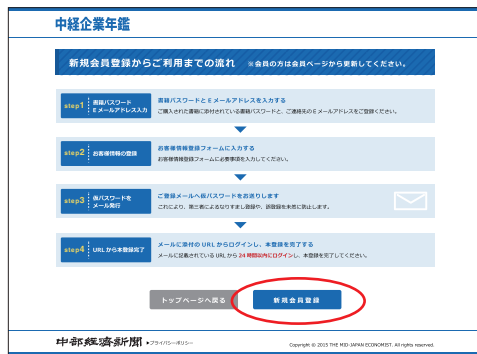 中経企業年鑑
新規会員登録からご利用までの流れ ※会員の方は会員ページから更新してください。
step1 書籍パスワード
Eメールアドレス入力
書籍パスワードとEメールアドレスを入力する
ご購入された書籍に添付されている書籍パスワードと、ご連絡先のEメールアドレスをご登録ください。
step2 お客様情報の登録
お客様情報登録フォームに入力する
お客様情報登録フォームに必要事項を入力してください。
step3 仮パスワードを
メール発行
ご登録メールへ仮パスワードをお送りします
これにより、第三者によるなりすまし登録や、誤登録を未然に防止します。
step4 URLから本登録完了
メールに添付のURLからログインし、本登録を完了する
メールに記載されているURLから24時間以内にログインし、本登録を完了してください。
トップページへ戻る
新規会員登録
中部経済新聞 ▸プライバシーポリシー
Copyright © 2015 THE MID-JAPAN ECONOMIST. All rights reserved.